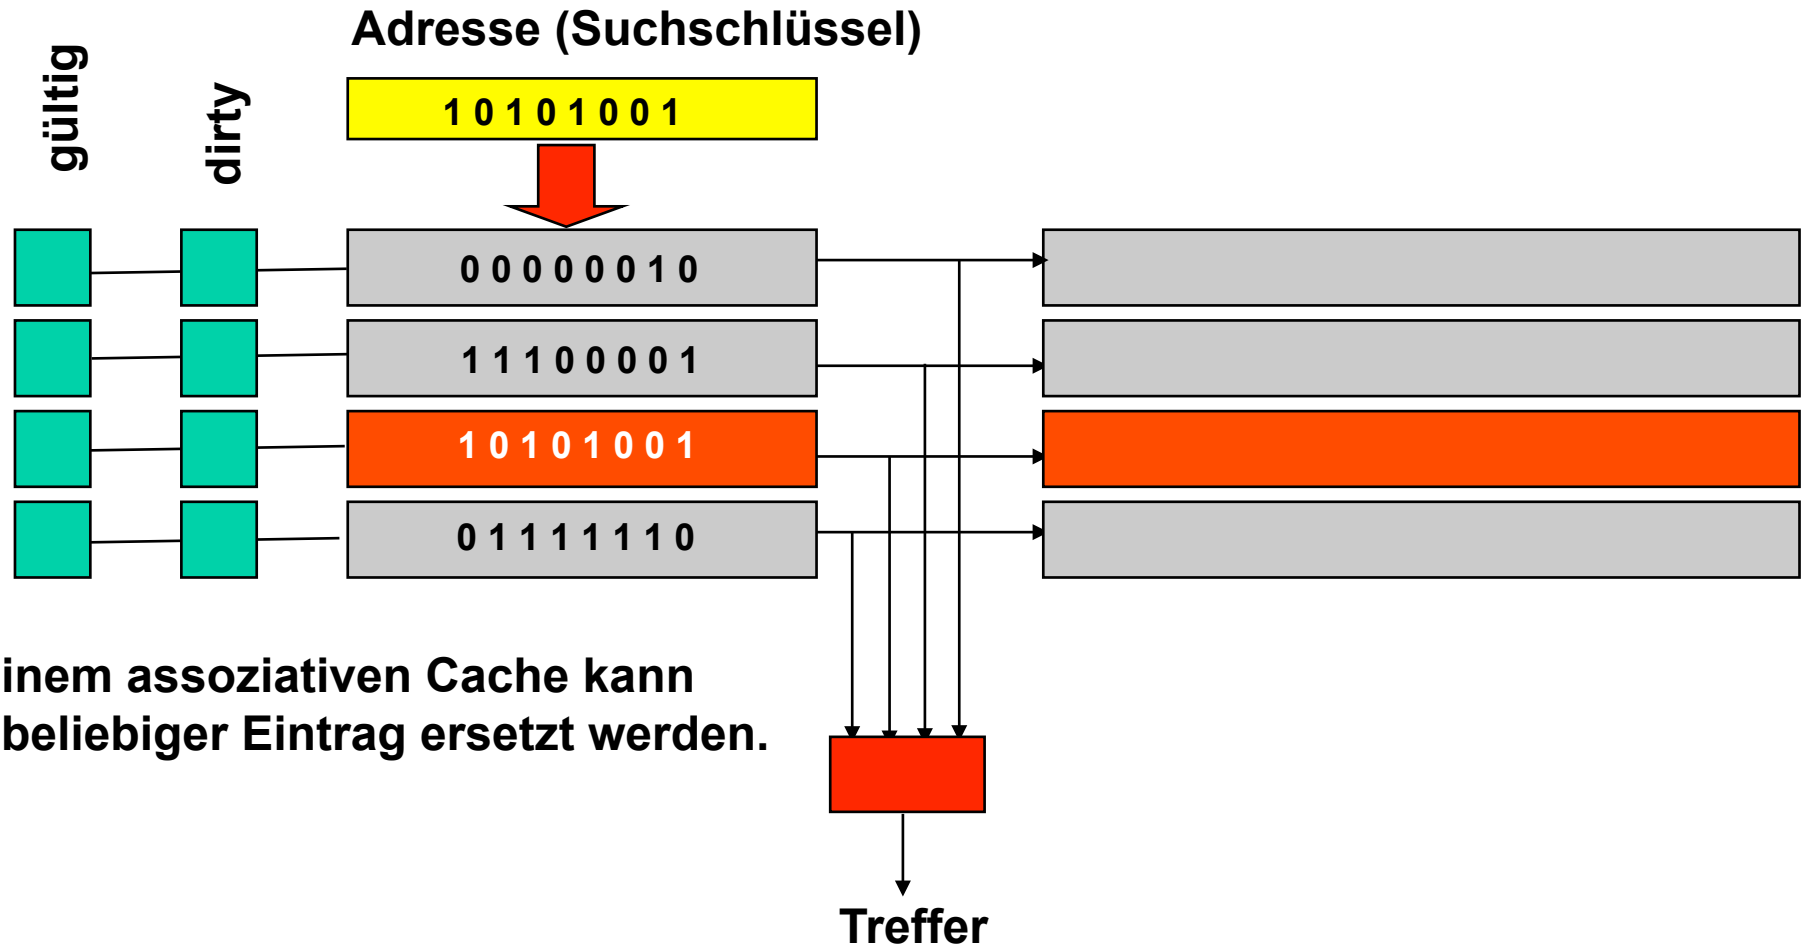 Adresse (Suchschlüssel)
gültig
dirty
1 0 1 0 1 0 0 1
0 0 0 0 0 0 1 0
1 1 1 0 0 0 0 1
1 0 1 0 1 0 0 1
0 1 1 1 1 1 1 0
inem assoziativen Cache kann
beliebiger Eintrag ersetzt werden.
Treffer